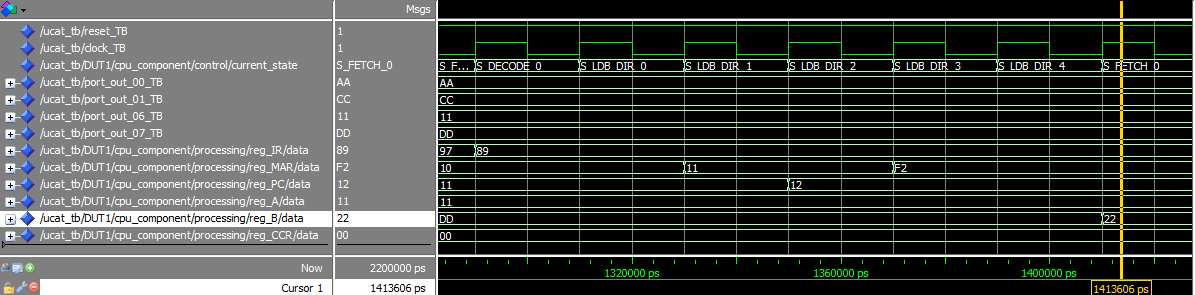 Msgs
/ucat_tb/reset_TB 1
/ucat_tb/clock_TB 1
/ucat_tb/DUT1/cpu_component/control/current_state S_FETCH_0 S_F... S_DECODE_0 S_LDB_DIR_0 S_LDB_DIR_1 S_LDB_DIR_2 S_LDB_DIR_3 S_LDB_DIR_4 S_FETCH_0
/ucat_tb/port_out_00_TB AA AA
/ucat_tb/port_out_01_TB CC CC
/ucat_tb/port_out_06_TB 11 11
/ucat_tb/port_out_07_TB DD DD
/ucat_tb/DUT1/cpu_component/processing/reg_IR/data 89 97 89
/ucat_tb/DUT1/cpu_component/processing/reg_MAR/data F2 10 11 F2
/ucat_tb/DUT1/cpu_component/processing/reg_PC/data 12 11 12
/ucat_tb/DUT1/cpu_component/processing/reg_A/data 11 11
/ucat_tb/DUT1/cpu_component/processing/reg_B/data 22 DD 22
/ucat_tb/DUT1/cpu_component/processing/reg_CCR/data 00 00
Now 2200000 ps 1320000 ps 1360000 ps 1400000 ps
Cursor 1 1413606 ps 1413606 ps